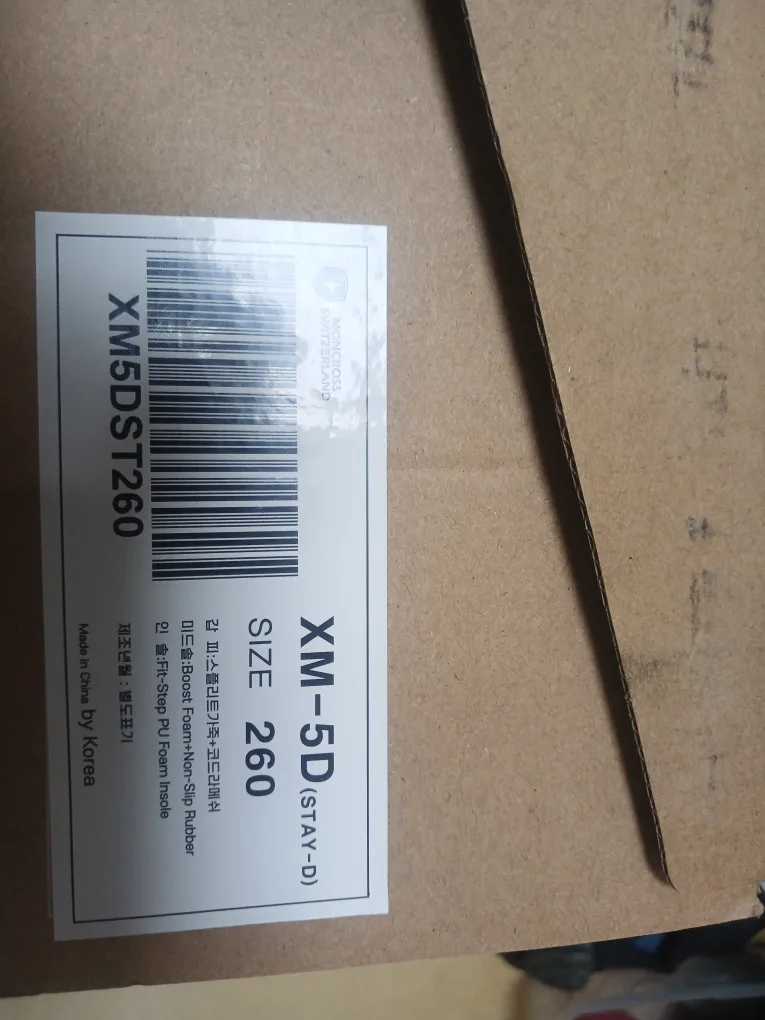 MONCROSS
SWITZERLAND
XM-5D(STAY-D)
SIZE 260
갑 피:스플리트가죽+코드라메쉬
미드솔:Boost Foam+Non-Slip Rubber
인 솔:Fit-Step PU Foam Insole
XM5DST260
제조년월 : 별도표기
Made in China by Korea